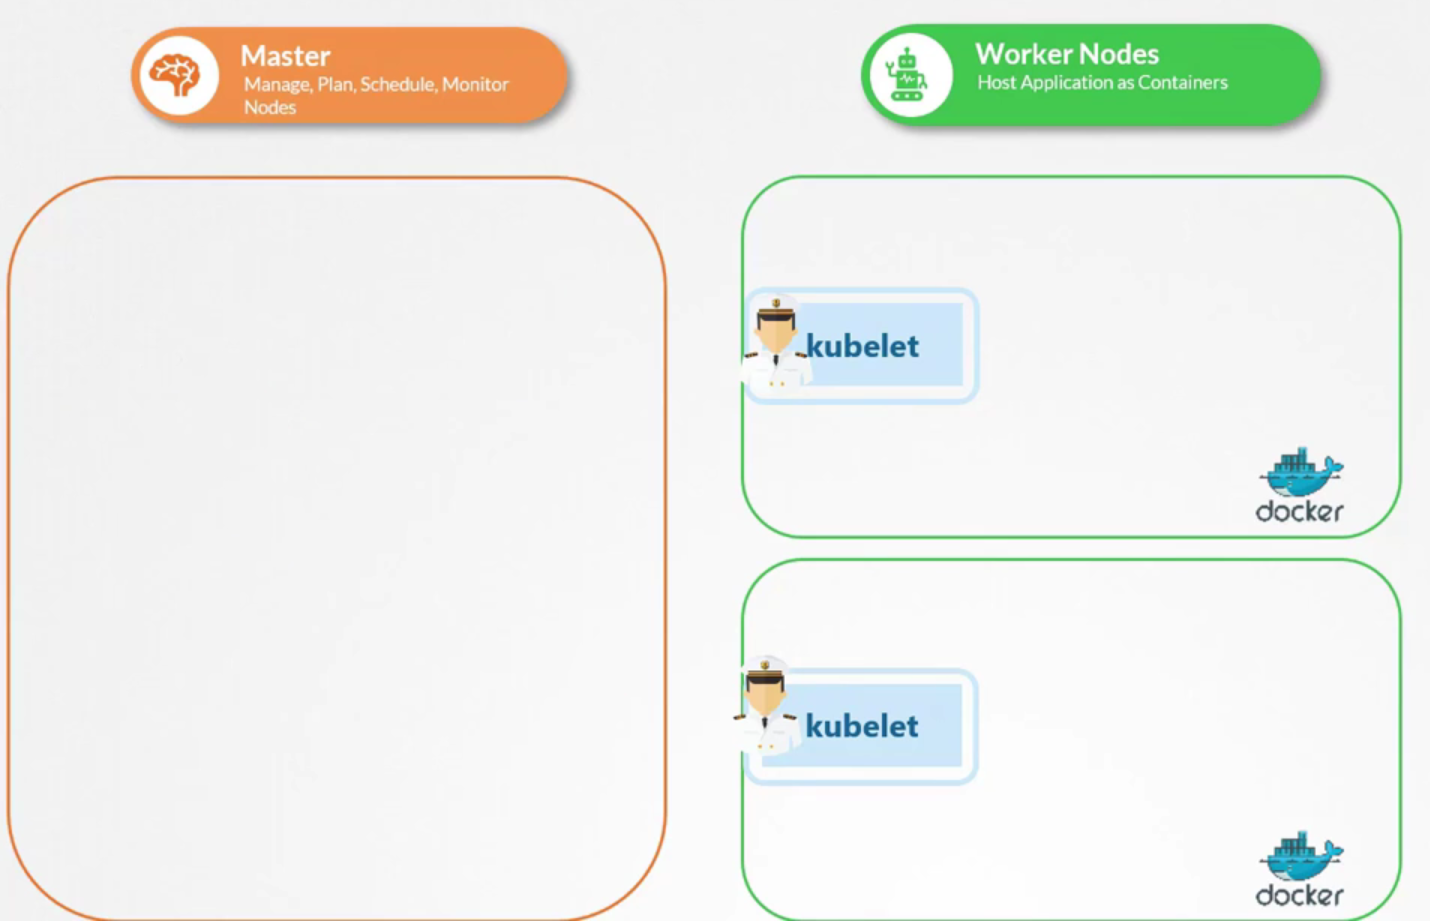 Master
Manage, Plan, Schedule, Monitor
Nodes
Worker Nodes
Host Application as Containers
kubelet
docker
kubelet
docker